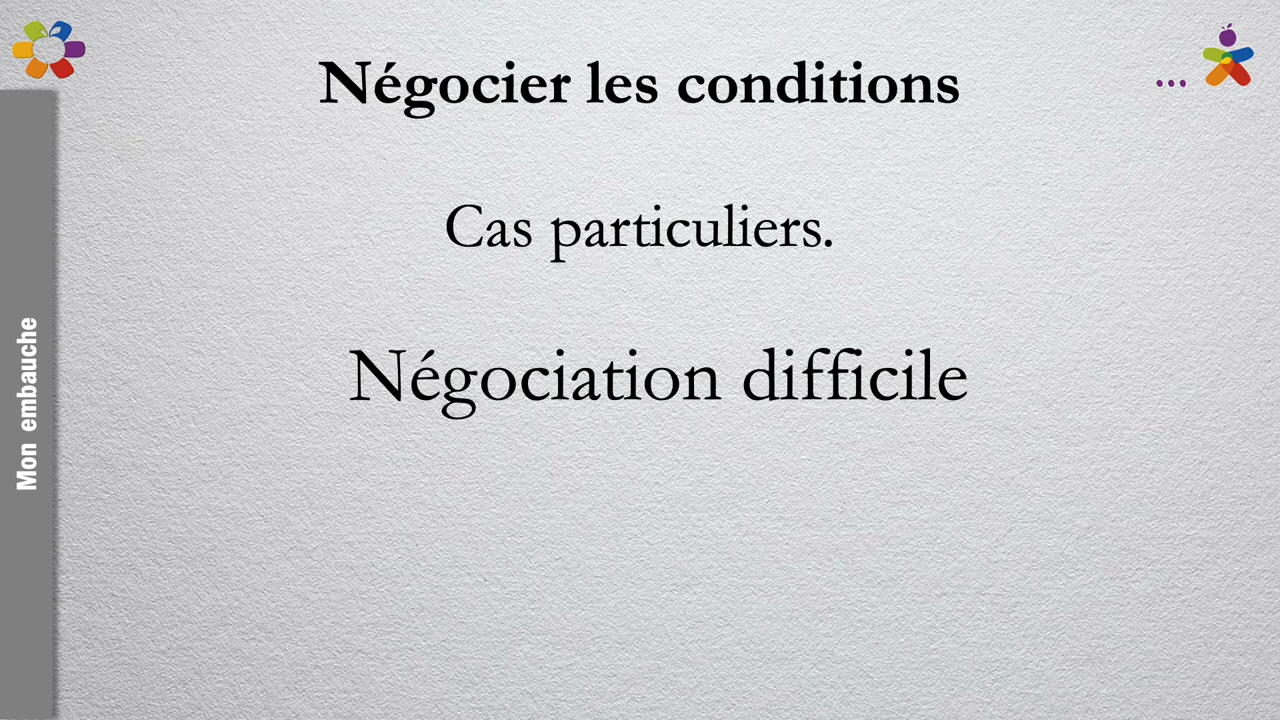 Négocier les conditions
...
Cas particuliers.
Négociation difficile
Mon embauche